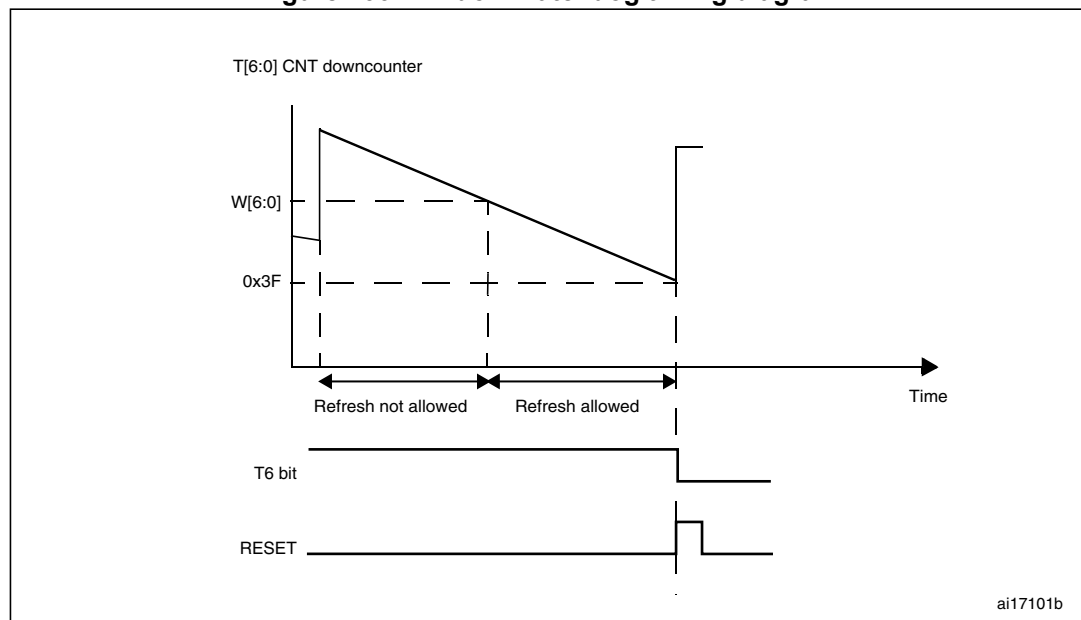 T[6:0] CNT downcounter
W[6:0]
0x3F
Time
Refresh not allowed
Refresh allowed
T6 bit
RESET
ai17101b